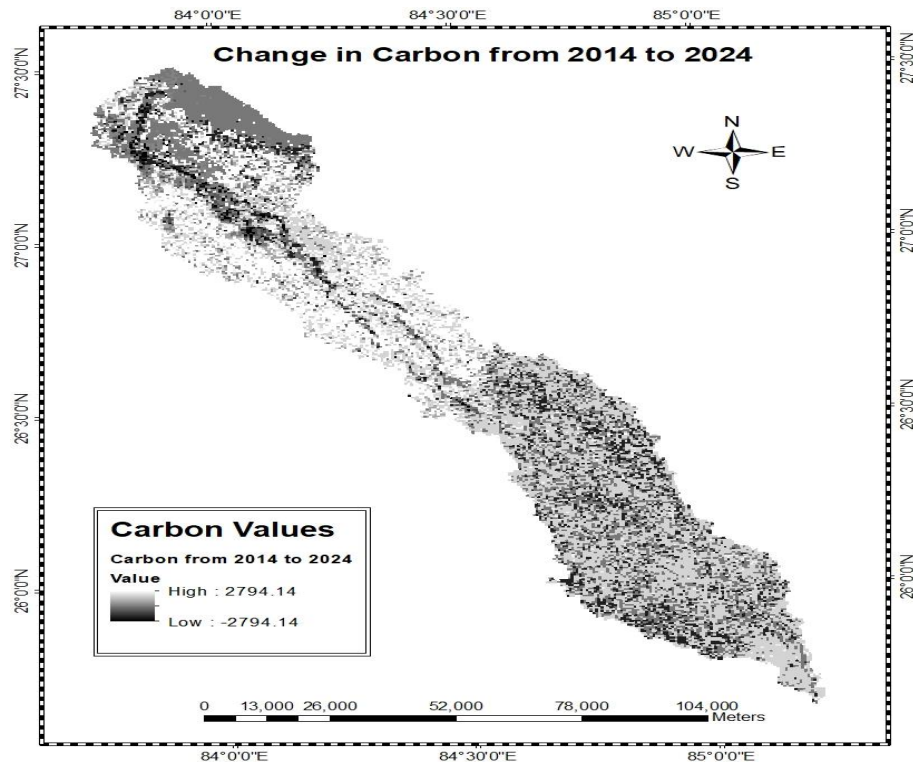 84°0'0"E 84°30'0"E 85°0'0"E
Change in Carbon from 2014 to 2024
27°30'0"N 27°30'0"N
N
W E
S
27°0'0"N 27°0'0"N
26°30'0"N 26°30'0"N
Carbon Values
Carbon from 2014 to 2024
Value
High : 2794.14
Low : -2794.14
26°0'0"N 26°0'0"N
0 13,000 26,000 52,000 78,000 104,000
Meters
84°0'0"E 84°30'0"E 85°0'0"E